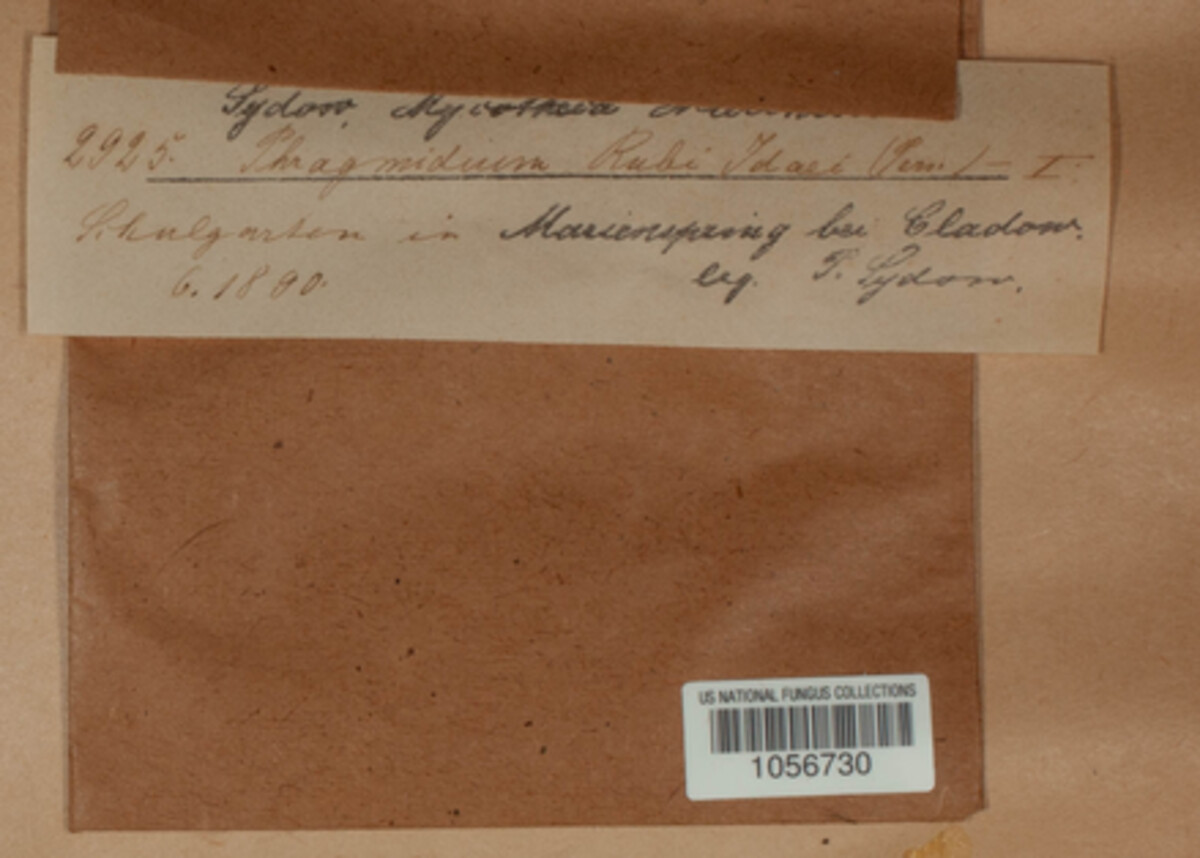 Sydow. Mycotheca
2925. Phragmidium Rubi Idaei (Pers.) – I.
Schulgarten in Marienspring bei Cladow.
6. 1890. leg. P. Sydow.
US NATIONAL FUNGUS COLLECTIONS
1056730